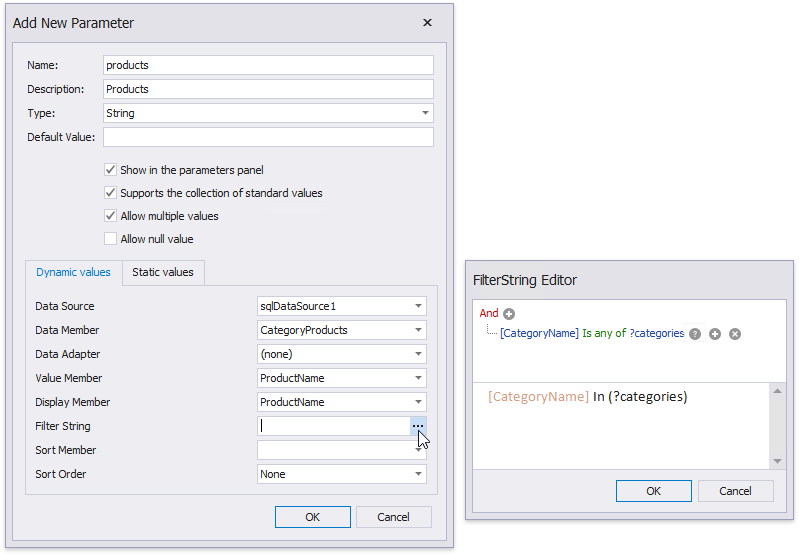 Add New Parameter
Name: products
Description: Products
Type: String
Default Value:
Show in the parameters panel
Supports the collection of standard values
Allow multiple values
Allow null value
Dynamic values Static values
Data Source sqlDataSource1
Data Member CategoryProducts
Data Adapter (none)
Value Member ProductName
Display Member ProductName
Filter String ...
Sort Member
Sort Order None
OK Cancel
FilterString Editor
And
[CategoryName] Is any of ?categories ?
[CategoryName] In (?categories)
OK Cancel